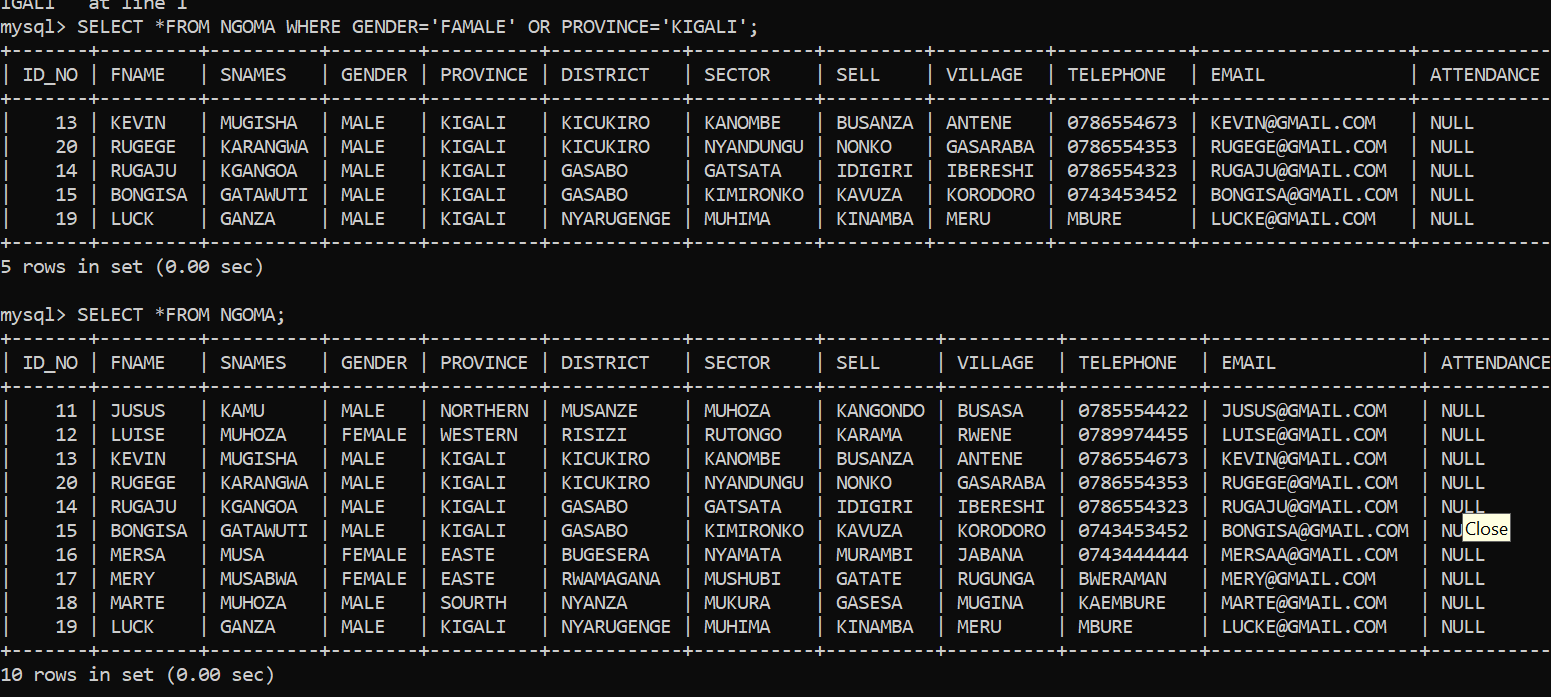 IGALI' at line 1
mysql> SELECT *FROM NGOMA WHERE GENDER='FAMALE' OR PROVINCE='KIGALI';
| ID_NO | FNAME | SNAMES | GENDER | PROVINCE | DISTRICT | SECTOR | SELL | VILLAGE | TELEPHONE | EMAIL | ATTENDANCE
| 13 | KEVIN | MUGISHA | MALE | KIGALI | KICUKIRO | KANOMBE | BUSANZA | ANTENE | 0786554673 | KEVIN@GMAIL.COM | NULL
| 20 | RUGEGE | KARANGWA | MALE | KIGALI | KICUKIRO | NYANDUNGU | NONKO | GASARABA | 0786554353 | RUGEGE@GMAIL.COM | NULL
| 14 | RUGAJU | KGANGOA | MALE | KIGALI | GASABO | GATSATA | IDIGIRI | IBERESHI | 0786554323 | RUGAJU@GMAIL.COM | NULL
| 15 | BONGISA | GATAWUTI | MALE | KIGALI | GASABO | KIMIRONKO | KAVUZA | KORODORO | 0743453452 | BONGISA@GMAIL.COM | NULL
| 19 | LUCK | GANZA | MALE | KIGALI | NYARUGENGE | MUHIMA | KINAMBA | MERU | MBURE | LUCKE@GMAIL.COM | NULL
5 rows in set (0.00 sec)
mysql> SELECT *FROM NGOMA;
| ID_NO | FNAME | SNAMES | GENDER | PROVINCE | DISTRICT | SECTOR | SELL | VILLAGE | TELEPHONE | EMAIL | ATTENDANCE
| 11 | JUSUS | KAMU | MALE | NORTHERN | MUSANZE | MUHOZA | KANGONDO | BUSASA | 0785554422 | JUSUS@GMAIL.COM | NULL
| 12 | LUISE | MUHOZA | FEMALE | WESTERN | RISIZI | RUTONGO | KARAMA | RWENE | 0789974455 | LUISE@GMAIL.COM | NULL
| 13 | KEVIN | MUGISHA | MALE | KIGALI | KICUKIRO | KANOMBE | BUSANZA | ANTENE | 0786554673 | KEVIN@GMAIL.COM | NULL
| 20 | RUGEGE | KARANGWA | MALE | KIGALI | KICUKIRO | NYANDUNGU | NONKO | GASARABA | 0786554353 | RUGEGE@GMAIL.COM | NULL
| 14 | RUGAJU | KGANGOA | MALE | KIGALI | GASABO | GATSATA | IDIGIRI | IBERESHI | 0786554323 | RUGAJU@GMAIL.COM | NULL
| 15 | BONGISA | GATAWUTI | MALE | KIGALI | GASABO | KIMIRONKO | KAVUZA | KORODORO | 0743453452 | BONGISA@GMAIL.COM | NU Close
| 16 | MERSA | MUSA | FEMALE | EASTE | BUGESERA | NYAMATA | MURAMBI | JABANA | 0743444444 | MERSAA@GMAIL.COM | NULL
| 17 | MERY | MUSABWA | FEMALE | EASTE | RWAMAGANA | MUSHUBI | GATATE | RUGUNGA | BWERAMAN | MERY@GMAIL.COM | NULL
| 18 | MARTE | MUHOZA | MALE | SOURTH | NYANZA | MUKURA | GASESA | MUGINA | KAEMBURE | MARTE@GMAIL.COM | NULL
| 19 | LUCK | GANZA | MALE | KIGALI | NYARUGENGE | MUHIMA | KINAMBA | MERU | MBURE | LUCKE@GMAIL.COM | NULL
10 rows in set (0.00 sec)